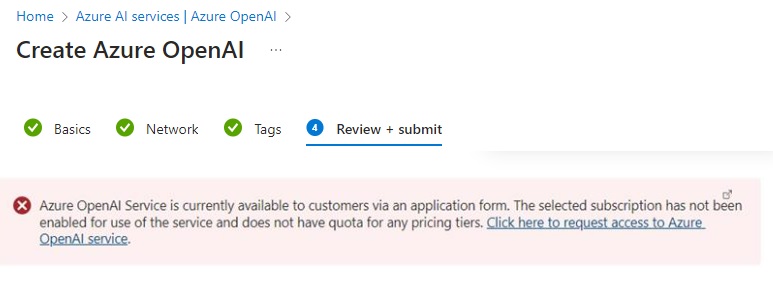 Home > Azure AI services | Azure OpenAI >
Create Azure OpenAI ...
Basics Network Tags 4 Review + submit
Azure OpenAI Service is currently available to customers via an application form. The selected subscription has not been
enabled for use of the service and does not have quota for any pricing tiers. Click here to request access to Azure
OpenAI service.